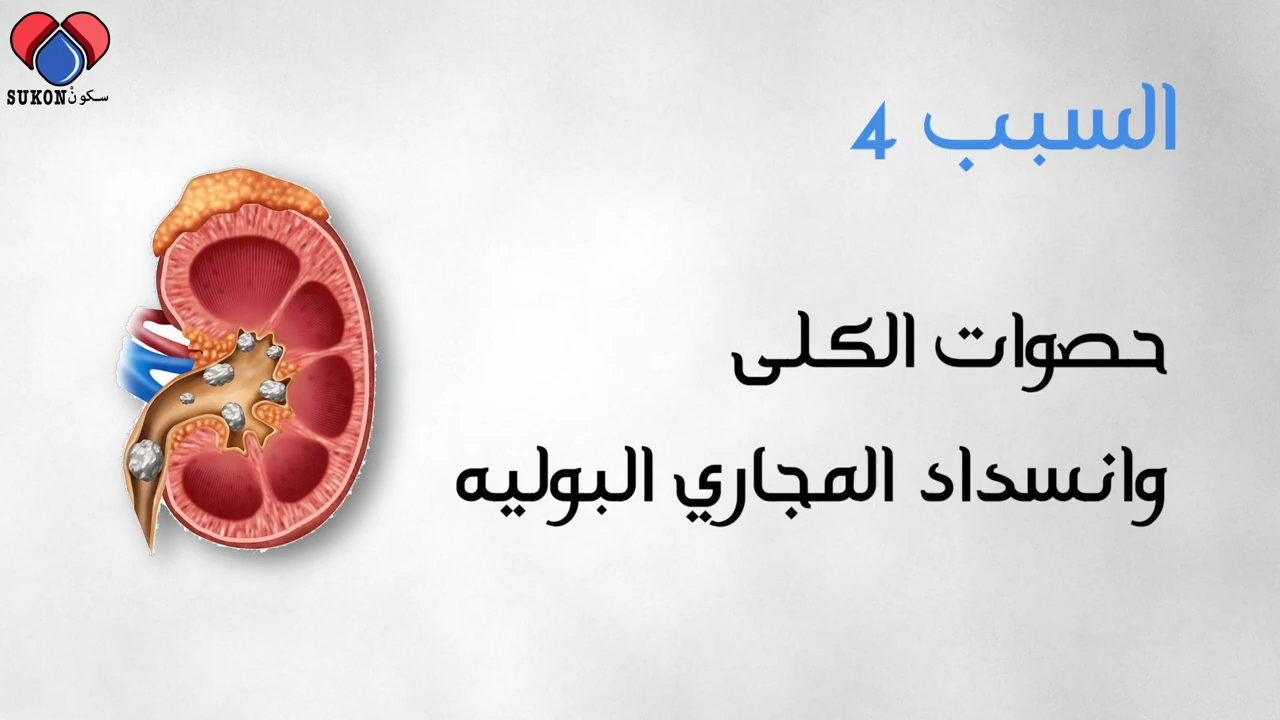 SUKON سكون
السبب 4
حصوات الكلى
وانسداد المجاري البوليه